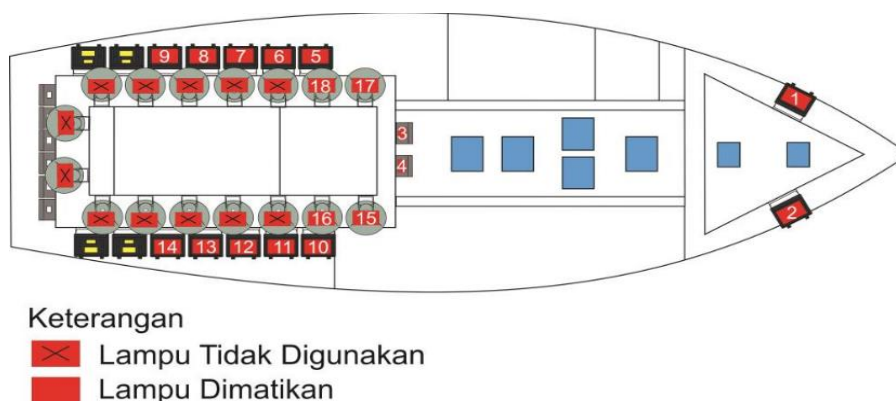 9 8 7 6 5
18 17
1
3
4
16 15
2
14 13 12 11 10
Keterangan
Lampu Tidak Digunakan
Lampu Dimatikan